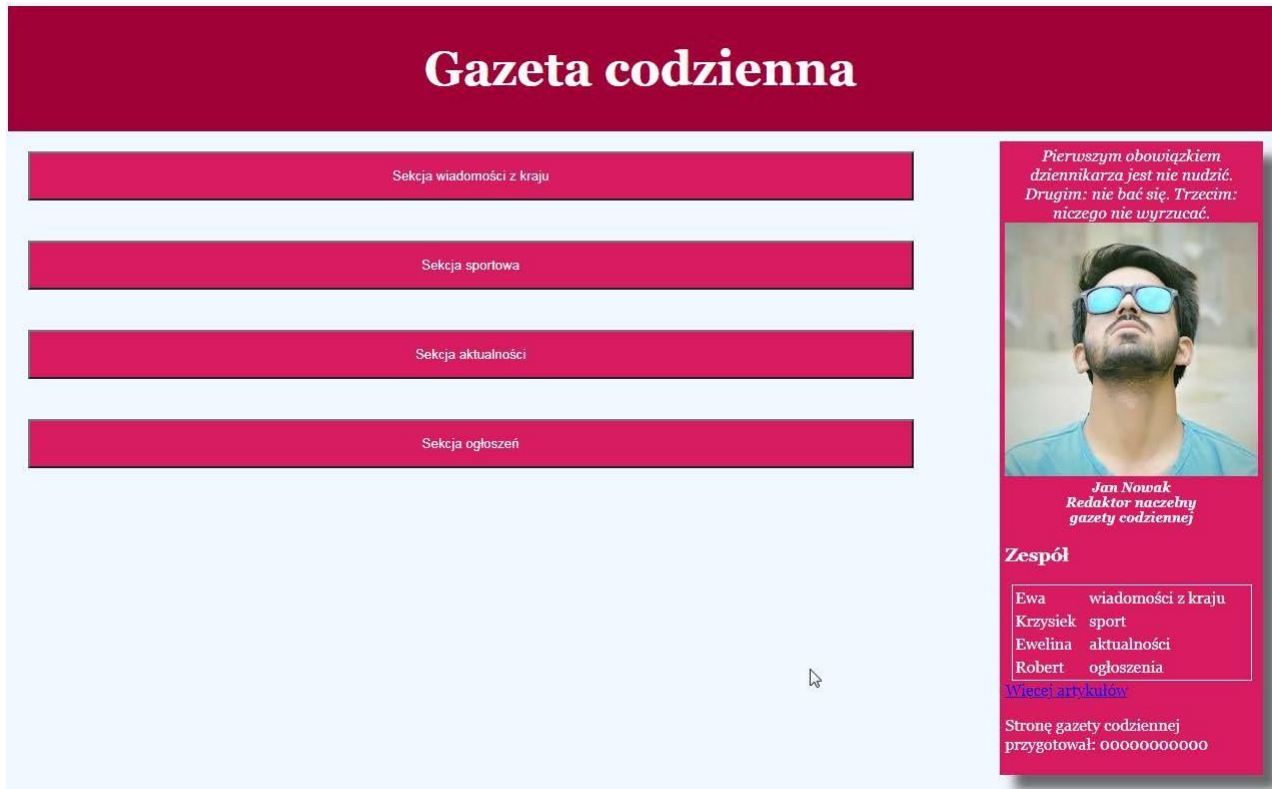 Gazeta codzienna
Sekcja wiadomości z kraju
Sekcja sportowa
Sekcja aktualności
Sekcja ogłoszeń
Pierwszym obowiązkiem
dziennikarza jest nie nudzić.
Drugim: nie bać się. Trzecim:
niczego nie wyrzucać.
Jan Nowak
Redaktor naczelny
gazety codziennej
Zespół
Ewa wiadomości z kraju
Krzysiek sport
Ewelina aktualności
Robert ogłoszenia
Więcej artykułów
Stronę gazety codziennej
przygotował: 00000000000